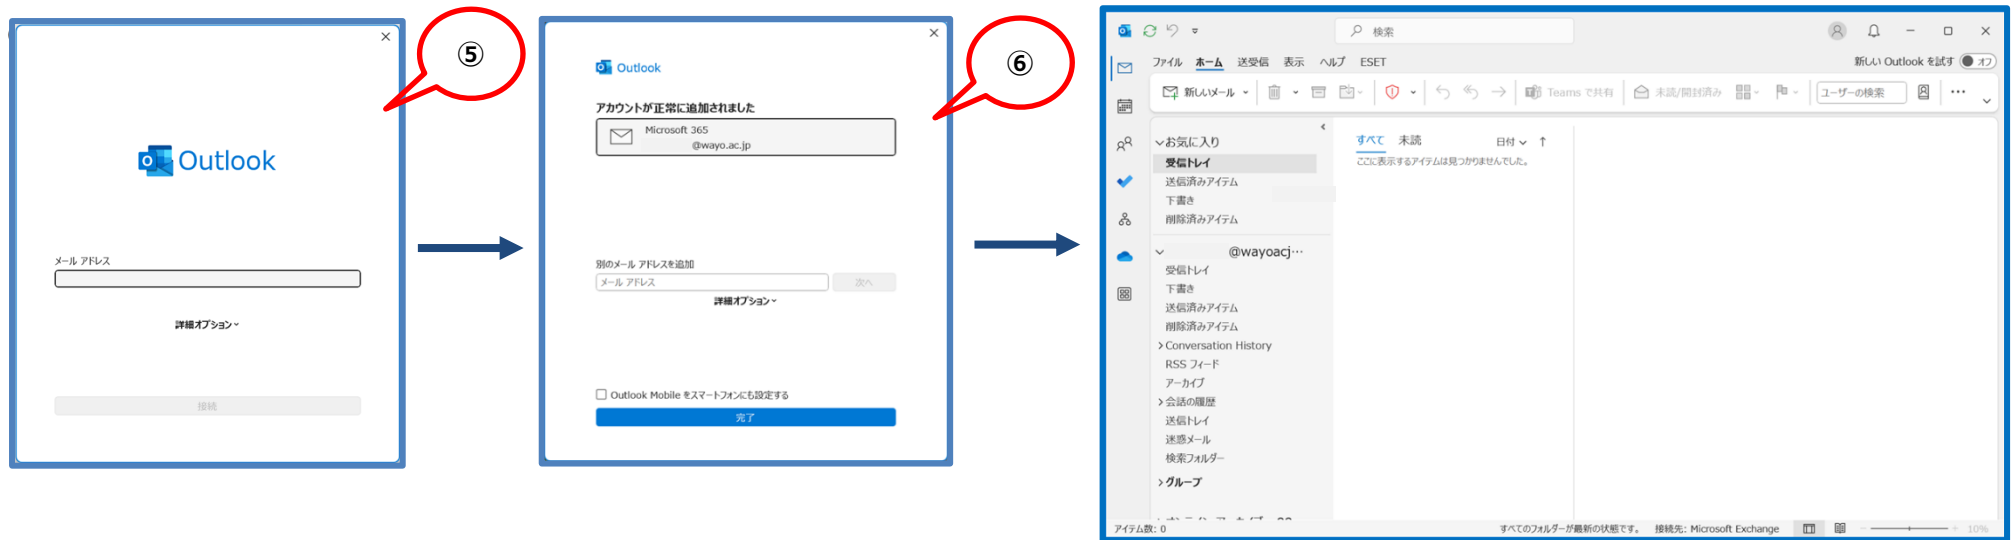 ⑤
Outlook
メール アドレス
詳細オプション
接続
⑥
Outlook
アカウントが正常に追加されました
Microsoft 365
@wayo.ac.jp
別のメール アドレスを追加
メール アドレス
次へ
詳細オプション
Outlook Mobile をスマートフォンにも設定する
完了
検索
ファイル ホーム 送受信 表示 ヘルプ ESET
新しい Outlook を試す オフ
新しいメール
Teams で共有
未読/開封済み
ユーザーの検索
お気に入り
受信トレイ
送信済みアイテム
下書き
削除済みアイテム
@wayoacj…
受信トレイ
下書き
送信済みアイテム
削除済みアイテム
Conversation History
RSS フィード
アーカイブ
会話の履歴
送信トレイ
迷惑メール
検索フォルダー
グループ
すべて 未読 日付 ↑
ここに表示するアイテムは見つかりませんでした。
アイテム数: 0
すべてのフォルダーが最新の状態です。 接続先: Microsoft Exchange
10%